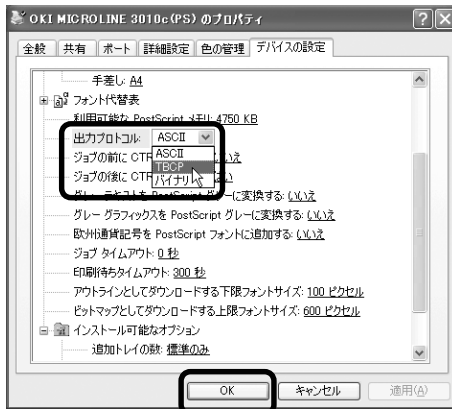 OKI MICROLINE 3010c(PS) のプロパティ
全般 共有 ポート 詳細設定 色の管理 デバイスの設定
手差し: A4
フォント代替表
利用可能な PostScript メモリ: 4750 KB
出力プロトコル: ASCII
ASCII
TBCP
バイナリ
ジョブの前に CTR いいえ
ジョブの後に CTR
グレー テキストを PostScript グレーに変換する: いいえ
グレー グラフィックスを PostScript グレーに変換する: いいえ
欧州通貨記号を PostScript フォントに追加する: いいえ
ジョブ タイムアウト: 0 秒
印刷待ちタイムアウト: 300 秒
アウトラインとしてダウンロードする下限フォントサイズ: 100 ピクセル
ビットマップとしてダウンロードする上限フォントサイズ: 600 ピクセル
インストール可能なオプション
追加トレイの数: 標準のみ
OK キャンセル 適用(A)